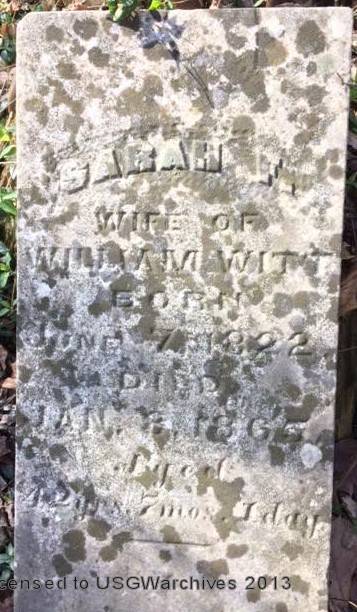 SARAH M.
WIFE OF
WILLIAM WITT
BORN
JUNE 7, 1822.
DIED
JAN. 8, 1865.
Aged
42 yrs. 7 mos. 1 day.
censed to USGWarchives 2013